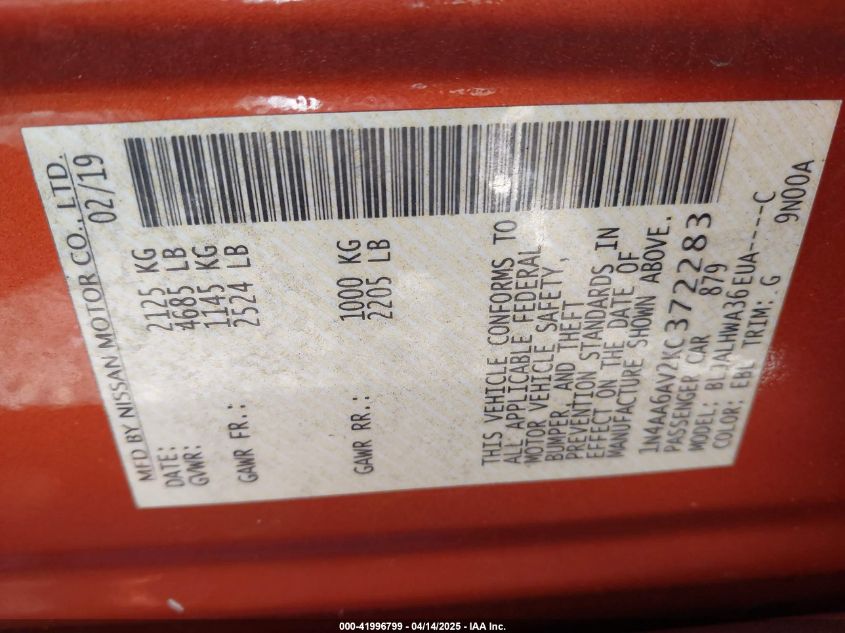 MFD BY NISSAN MOTOR CO., LTD.
DATE: 02/19
GVWR: 2125 KG
4685 LB
GAWR FR.: 1145 KG
2524 LB
GAWR RR.: 1000 KG
2205 LB
THIS VEHICLE CONFORMS TO
ALL APPLICABLE FEDERAL
MOTOR VEHICLE SAFETY,
BUMPER, AND THEFT
PREVENTION STANDARDS IN
EFFECT ON THE DATE OF
MANUFACTURE SHOWN ABOVE.
1N4AA6AV2KC372283
PASSENGER CAR 879
MODEL: ALHWA36EUA-----C
COLOR: EBL TRIM: G 9N00A
000-41996799 - 04/14/2025 - IAA Inc.